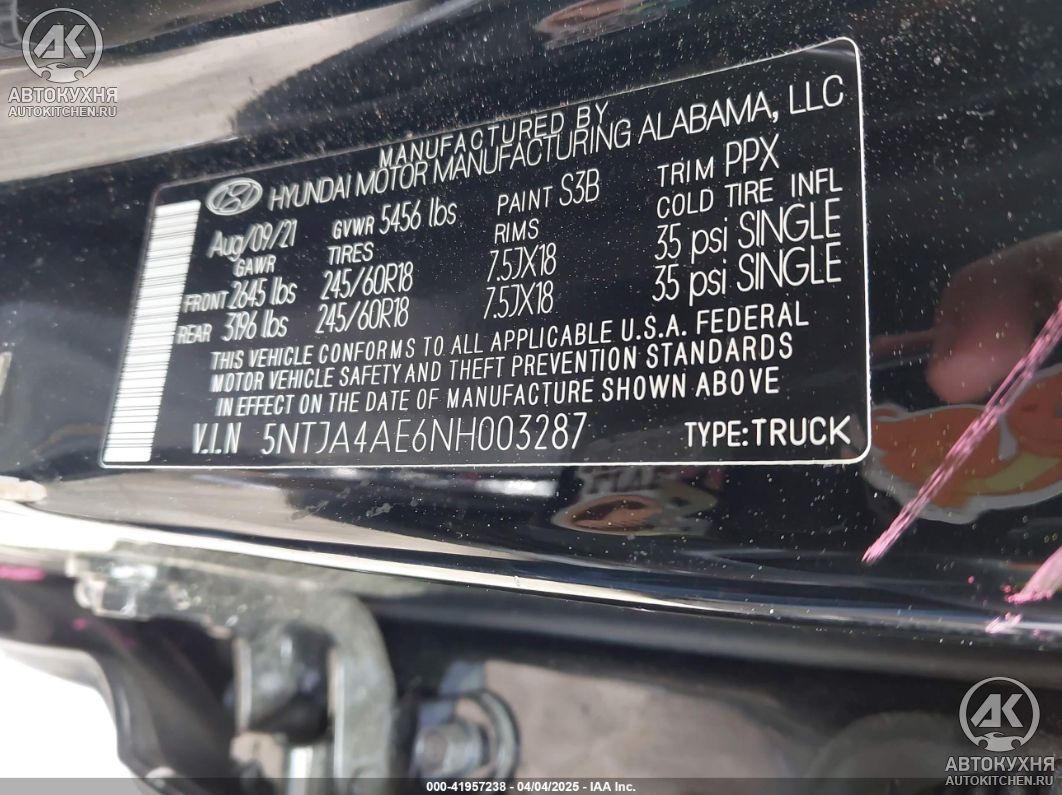 AK
АВТОКУХНЯ
AUTOKITCHEN.RU
MANUFACTURED BY
HYUNDAI MOTOR MANUFACTURING ALABAMA, LLC
Aug/09/21 GVWR 5456 lbs PAINT S3B TRIM PPX
GAWR TIRES RIMS COLD TIRE INFL
FRONT 2645 lbs 245/60R18 7.5JX18 35 psi SINGLE
REAR 3196 lbs 245/60R18 7.5JX18 35 psi SINGLE
THIS VEHICLE CONFORMS TO ALL APPLICABLE U.S.A. FEDERAL
MOTOR VEHICLE SAFETY AND THEFT PREVENTION STANDARDS
IN EFFECT ON THE DATE OF MANUFACTURE SHOWN ABOVE
V.I.N 5NTJA4AE6NH003287 TYPE:TRUCK
AK
АВТОКУХНЯ
AUTOKITCHEN.RU
000-41957238 - 04/04/2025 - IAA Inc.